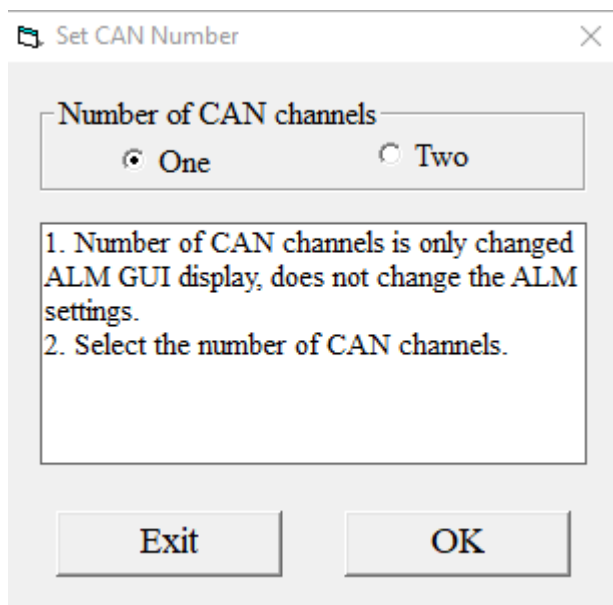 Set CAN Number
Number of CAN channels
One
Two
1. Number of CAN channels is only changed
ALM GUI display, does not change the ALM
settings.
2. Select the number of CAN channels.
Exit
OK